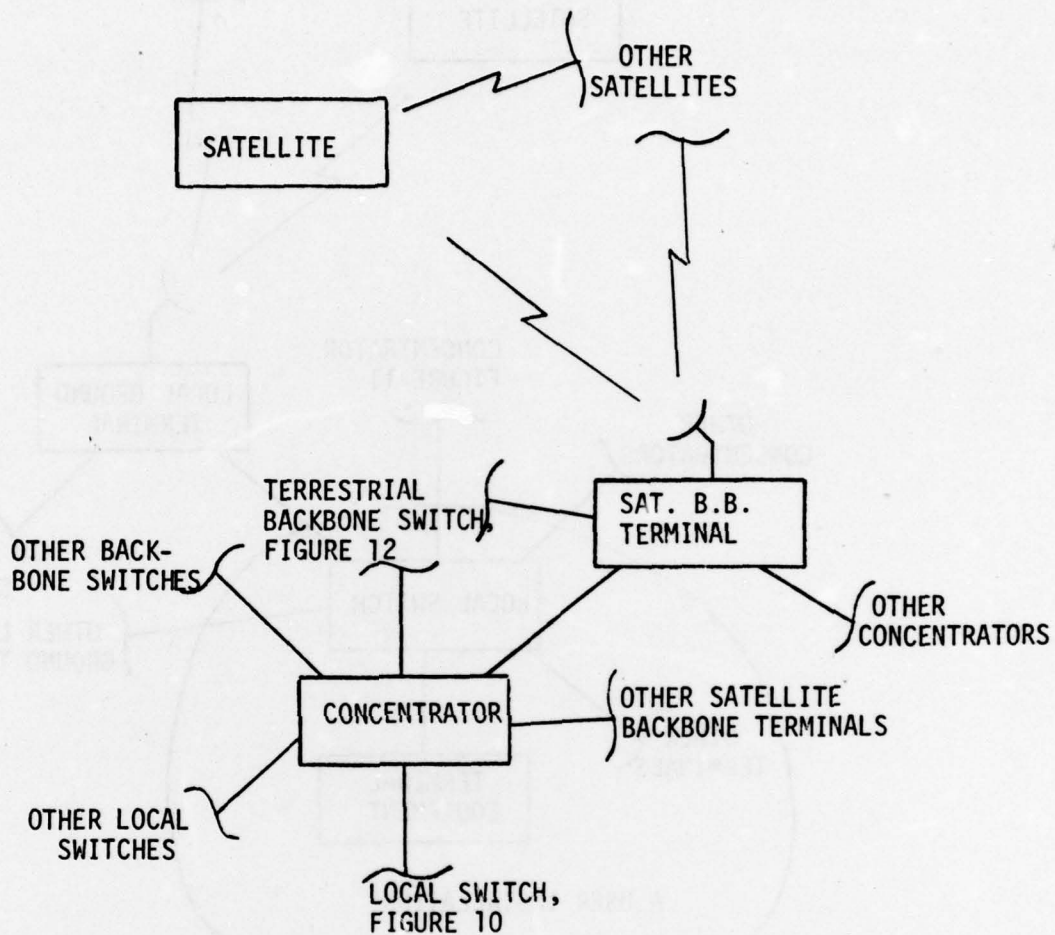 OTHER
SATELLITES
SATELLITE
TERRESTRIAL
BACKBONE SWITCH,
FIGURE 12
SAT. B.B.
TERMINAL
OTHER BACK-
BONE SWITCHES
OTHER
CONCENTRATORS
CONCENTRATOR
OTHER SATELLITE
BACKBONE TERMINALS
OTHER LOCAL
SWITCHES
LOCAL SWITCH,
FIGURE 10